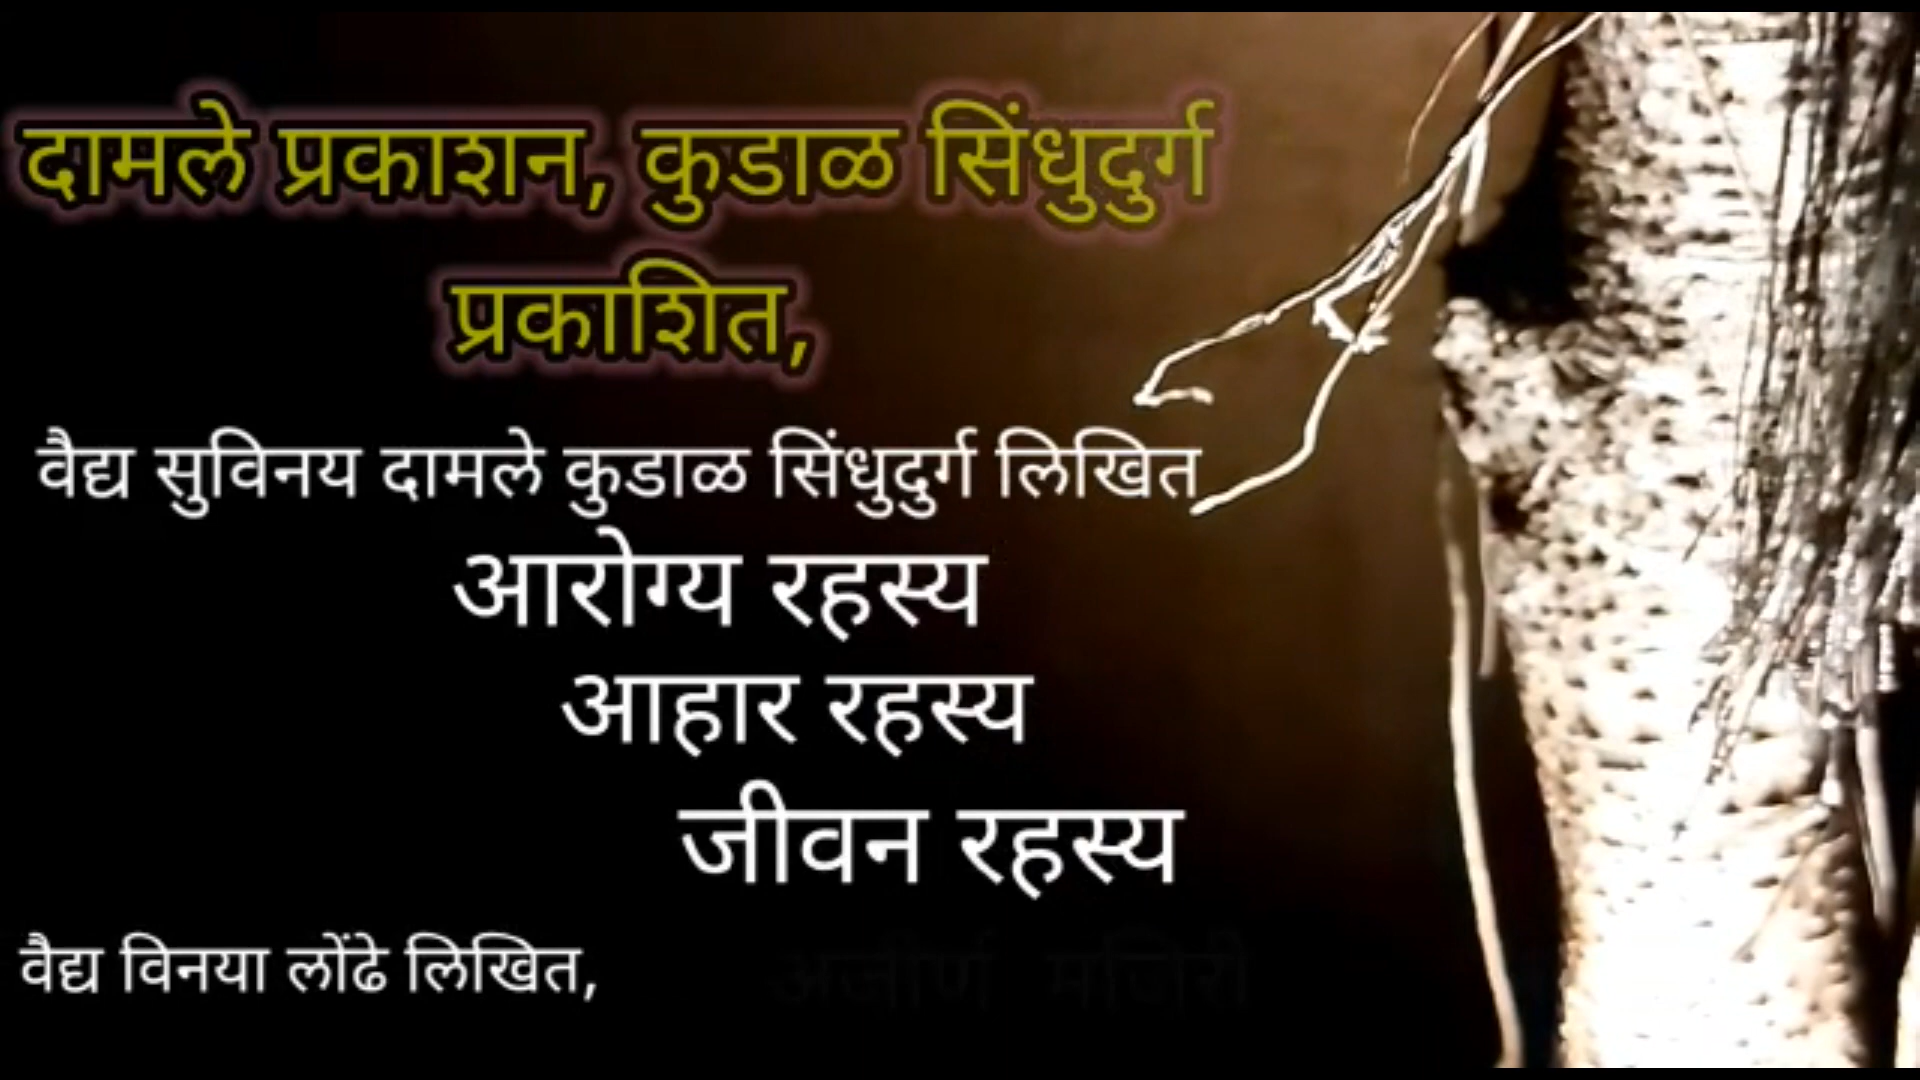 दामले प्रकाशन, कुडाळ सिंधुदुर्ग
प्रकाशित,
वैद्य सुविनय दामले कुडाळ सिंधुदुर्ग लिखित
आरोग्य रहस्य
आहार रहस्य
जीवन रहस्य
वैद्य विनया लोंढे लिखित,